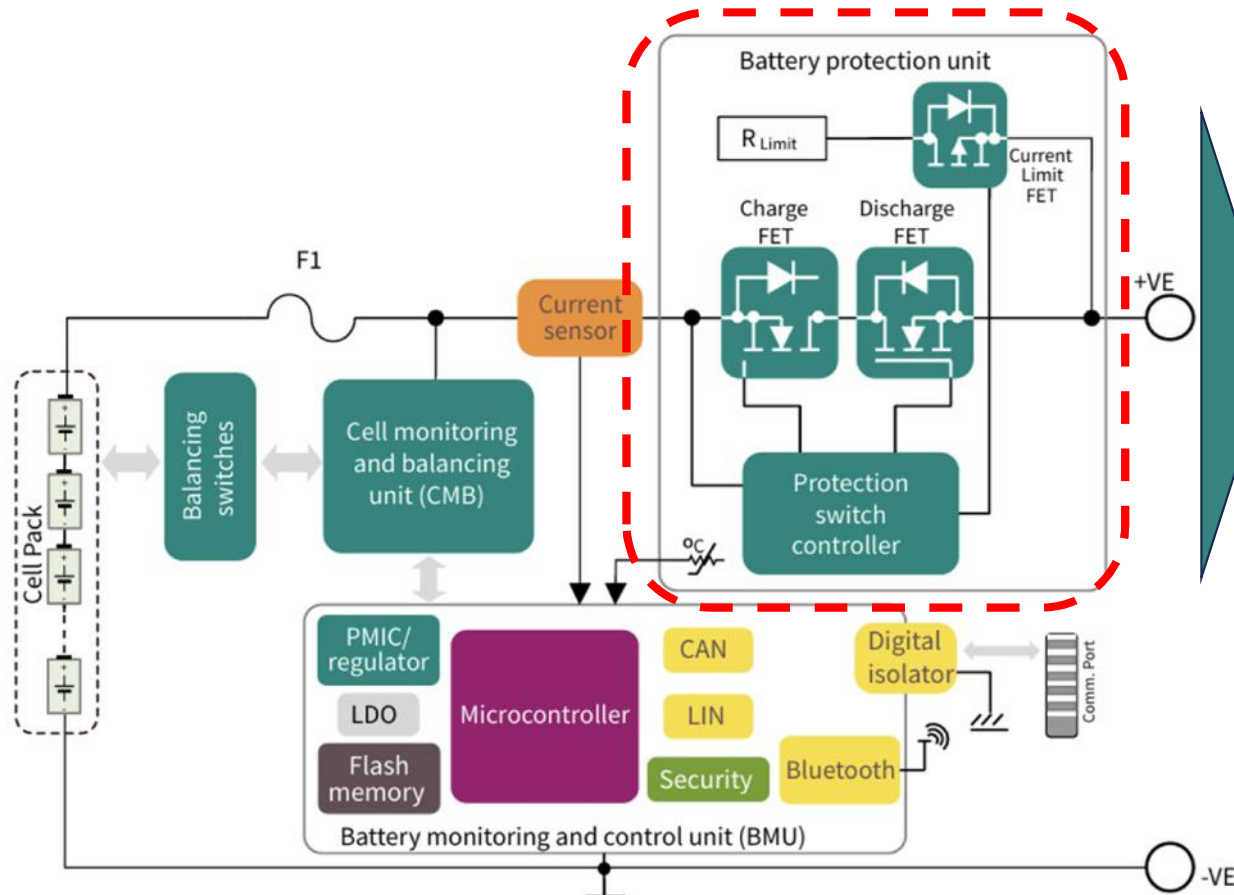 Battery protection unit
R Limit
Current
Limit
FET
Charge
FET
Discharge
FET
F1
+VE
Current
sensor
Cell Pack
Balancing
switches
Cell monitoring
and balancing
unit (CMB)
Protection
switch
controller
°C
PMIC/
regulator
LDO
Flash
memory
Microcontroller
CAN
LIN
Security
Digital
isolator
Bluetooth
Comm. Port
Battery monitoring and control unit (BMU)
-VE